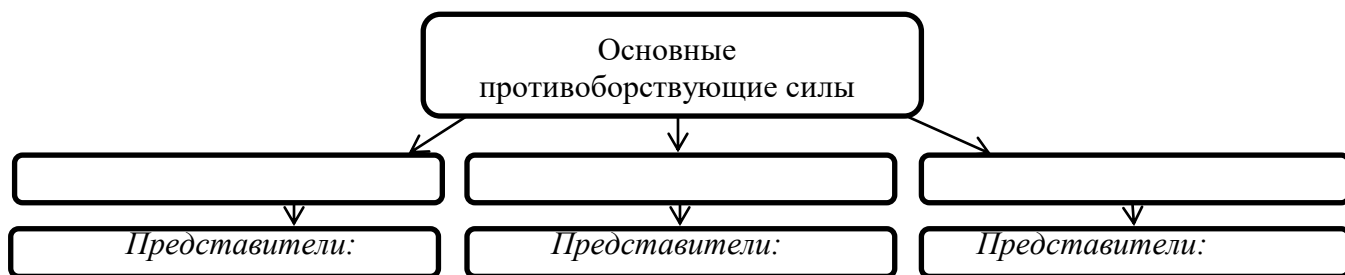 Основные
противоборствующие силы
Представители:
Представители:
Представители: